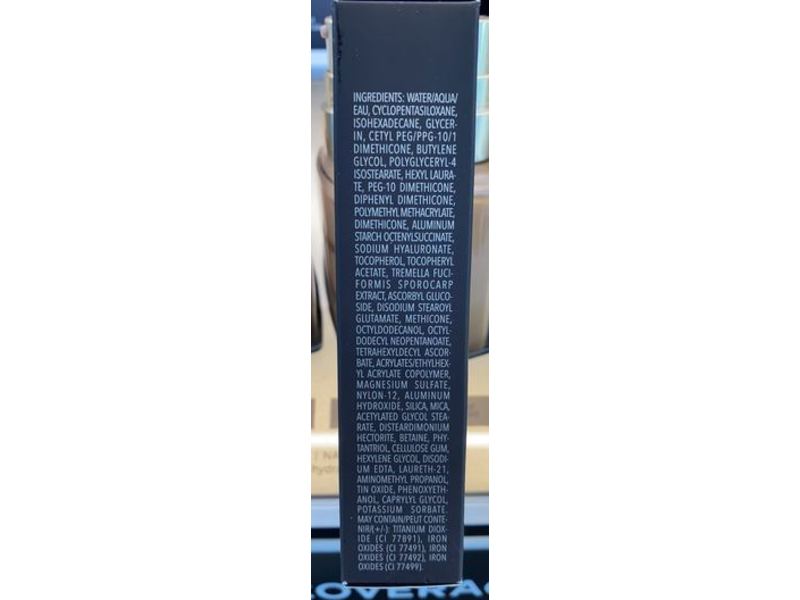 INGREDIENTS: WATER/AQUA/
EAU, CYCLOPENTASILOXANE,
ISOHEXADECANE, GLYCER-
IN, CETYL PEG/PPG-10/1
DIMETHICONE, BUTYLENE
GLYCOL, POLYGLYCERYL-4
ISOSTEARATE, HEXYL LAURA-
TE, PEG-10 DIMETHICONE,
DIPHENYL DIMETHICONE,
POLYMETHYL METHACRYLATE,
DIMETHICONE, ALUMINUM
STARCH OCTENYLSUCCINATE,
SODIUM HYALURONATE,
TOCOPHEROL, TOCOPHERYL
ACETATE, TREMELLA FUCI-
FORMIS SPOROCARP
EXTRACT, ASCORBYL GLUCO-
SIDE, DISODIUM STEAROYL
GLUTAMATE, METHICONE,
OCTYLDODECANOL, OCTYL-
DODECYL NEOPENTANOATE,
TETRAHEXYLDECYL ASCOR-
BATE, ACRYLATES/ETHYLHEX-
YL ACRYLATE COPOLYMER,
MAGNESIUM SULFATE,
NYLON-12, ALUMINUM
HYDROXIDE, SILICA, MICA,
ACETYLATED GLYCOL STEA-
RATE, DISTEARDIMONIUM
HECTORITE, BETAINE, PHY-
TANTRIOL, CELLULOSE GUM,
HEXYLENE GLYCOL, DISODI-
UM EDTA, LAURETH-21,
AMINOMETHYL PROPANOL,
TIN OXIDE, PHENOXYETH-
ANOL, CAPRYLYL GLYCOL,
POTASSIUM SORBATE.
MAY CONTAIN/PEUT CONTE-
NIR/(+/-): TITANIUM DIOX-
IDE (CI 77891), IRON
OXIDES (CI 77491), IRON
OXIDES (CI 77492), IRON
OXIDES (CI 77499).